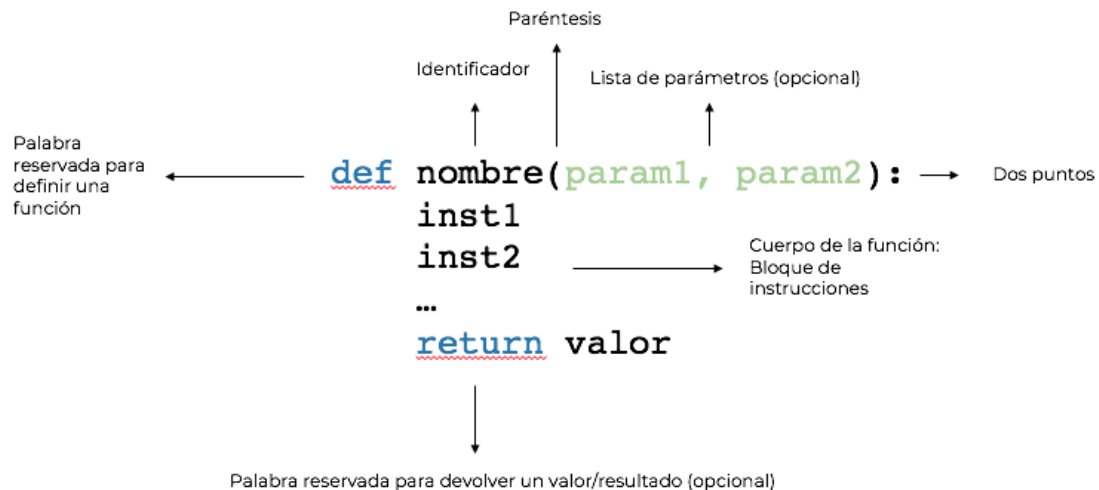 Paréntesis
Identificador
Lista de parámetros (opcional)
Palabra
reservada para
definir una
función
def nombre(param1, param2):
Dos puntos
inst1
inst2
Cuerpo de la función:
Bloque de
instrucciones
…
return valor
Palabra reservada para devolver un valor/resultado (opcional)